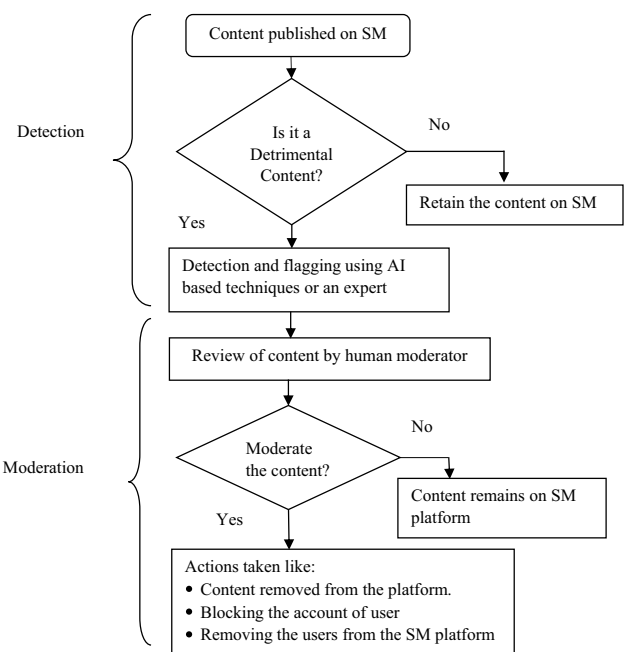 Content published on SM
Detection
Is it a
Detrimental
Content?
No
Retain the content on SM
Yes
Detection and flagging using AI
based techniques or an expert
Review of content by human moderator
Moderation
Moderate
the content?
No
Content remains on SM
platform
Yes
Actions taken like:
• Content removed from the platform.
• Blocking the account of user
• Removing the users from the SM platform